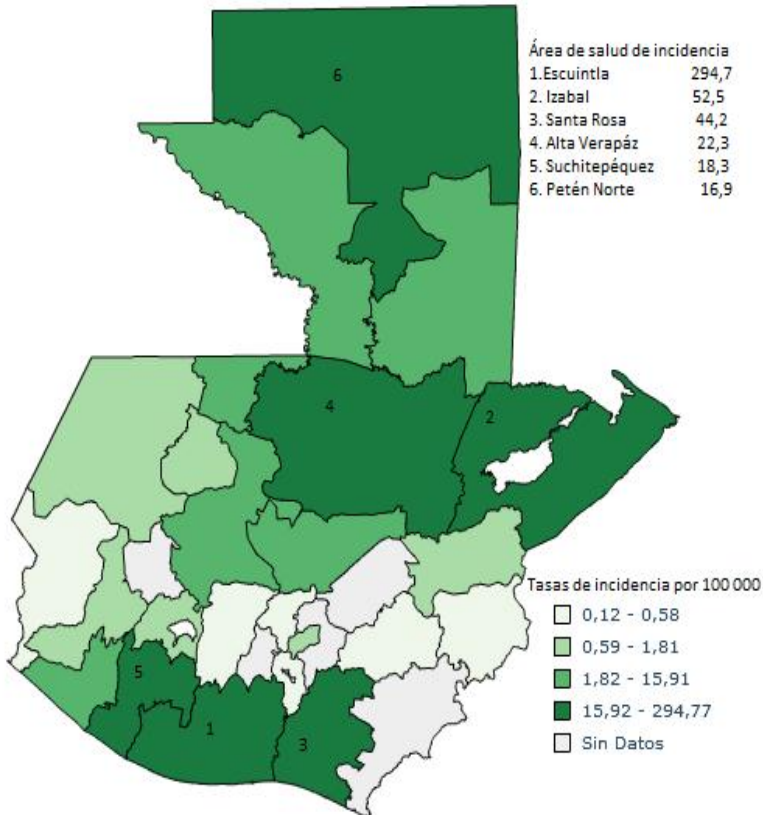 6
Área de salud de incidencia
1.Escuintla 294,7
2. Izabal 52,5
3. Santa Rosa 44,2
4. Alta Verapáz 22,3
5. Suchitepéquez 18,3
6. Petén Norte 16,9
4
2
5
1
3
Tasas de incidencia por 100 000
0,12 - 0,58
0,59 - 1,81
1,82 - 15,91
15,92 - 294,77
Sin Datos